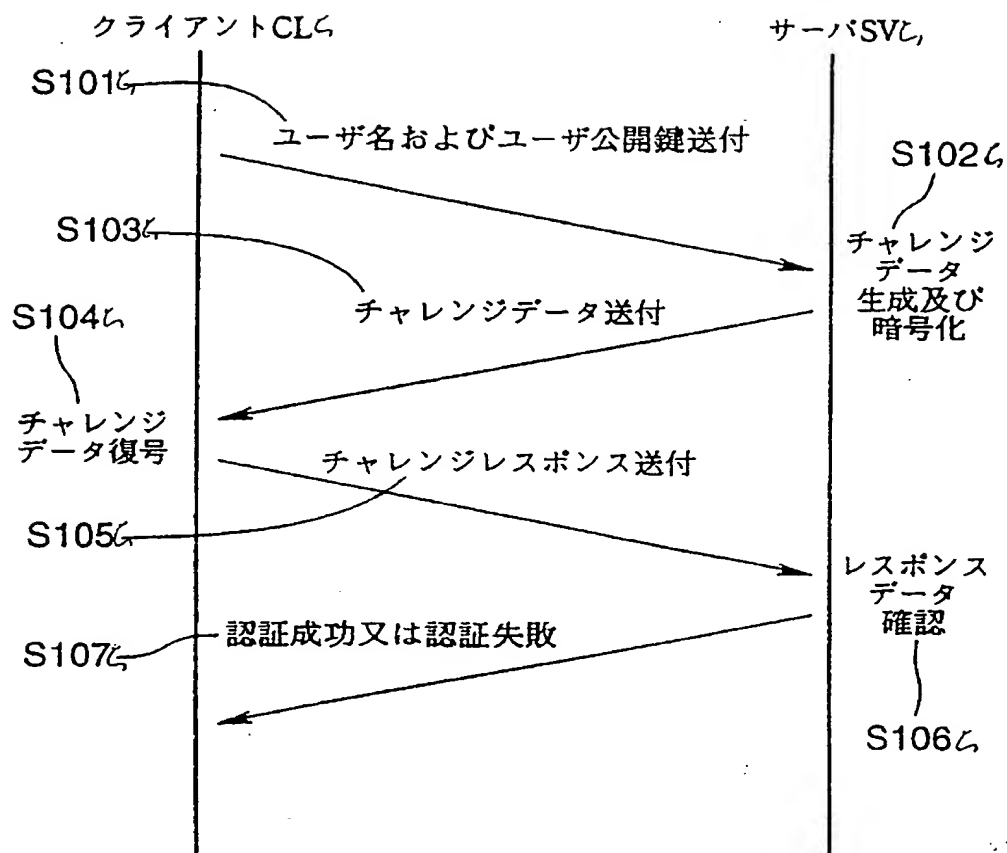 クライアントCL
サーバSV
S101
ユーザ名およびユーザ公開鍵送付
S102
S103
チャレンジ
データ
生成及び
暗号化
チャレンジデータ送付
S104
チャレンジ
データ復号
チャレンジレスポンス送付
S105
レスポンス
データ
確認
認証成功又は認証失敗
S107
S106